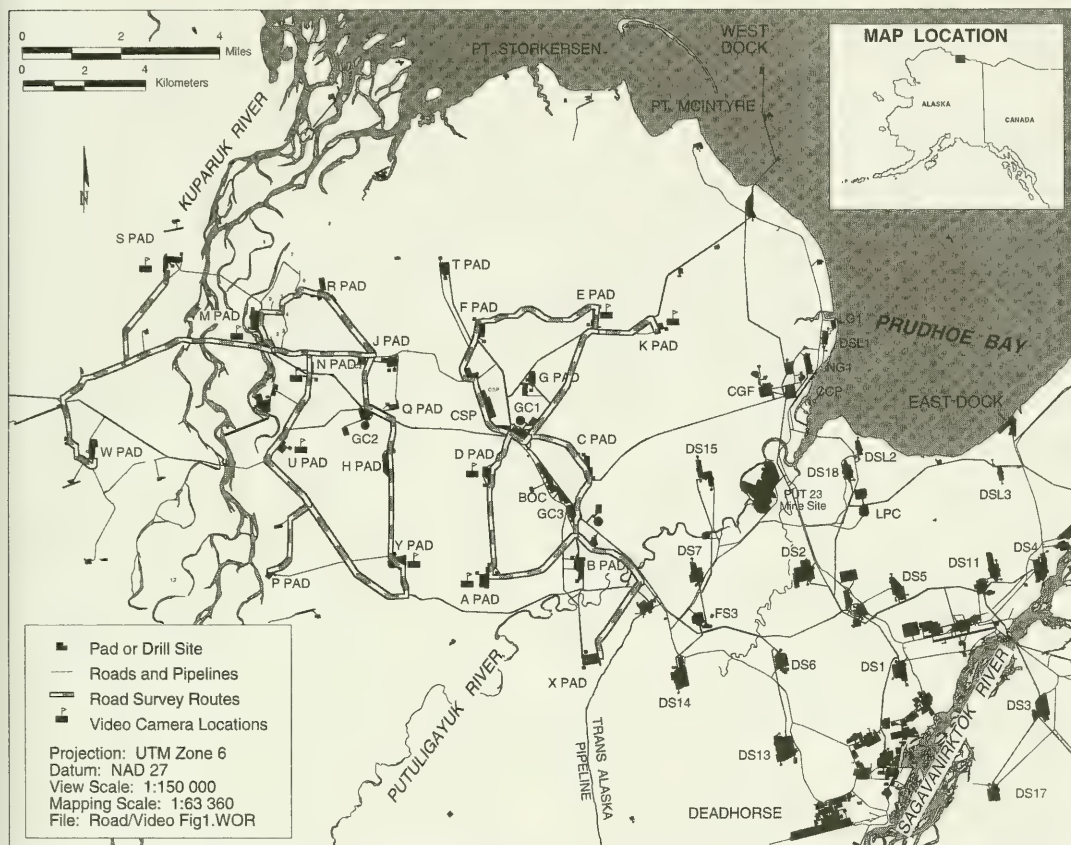 0 2 4 Miles
0 2 4 Kilometers
PT. STORKERSEN
WEST DOCK
PT. MCINTYRE
MAP LOCATION
ALASKA
CANADA
KUPARUK RIVER
N
S PAD
T PAD
R PAD
F PAD
E PAD
M PAD
J PAD
K PAD
LG1
PRUDHOE BAY
DSL1
N PAD
G PAD
NG1
CSP
CGF
CCP
Q PAD
CSP
GC1
EAST DOCK
GC2
W PAD
U PAD
H PAD
D PAD
C PAD
DS15
DS18
DSL2
BOC
PUT 23
Mine Site
DSL3
GC3
LPC
P PAD
Y PAD
A PAD
B PAD
DS7
DS2
DS5
DS11
DS4
FS3
X PAD
DS14
DS6
DS1
DS3
PUTULIGAYUK RIVER
TRANS ALASKA
PIPELINE
DS13
DS17
DEADHORSE
SAGAVANIRKTOK RIVER
Pad or Drill Site
Roads and Pipelines
Road Survey Routes
Video Camera Locations
Projection: UTM Zone 6
Datum: NAD 27
View Scale: 1:150 000
Mapping Scale: 1:63 360
File: Road/Video Fig1.WOR